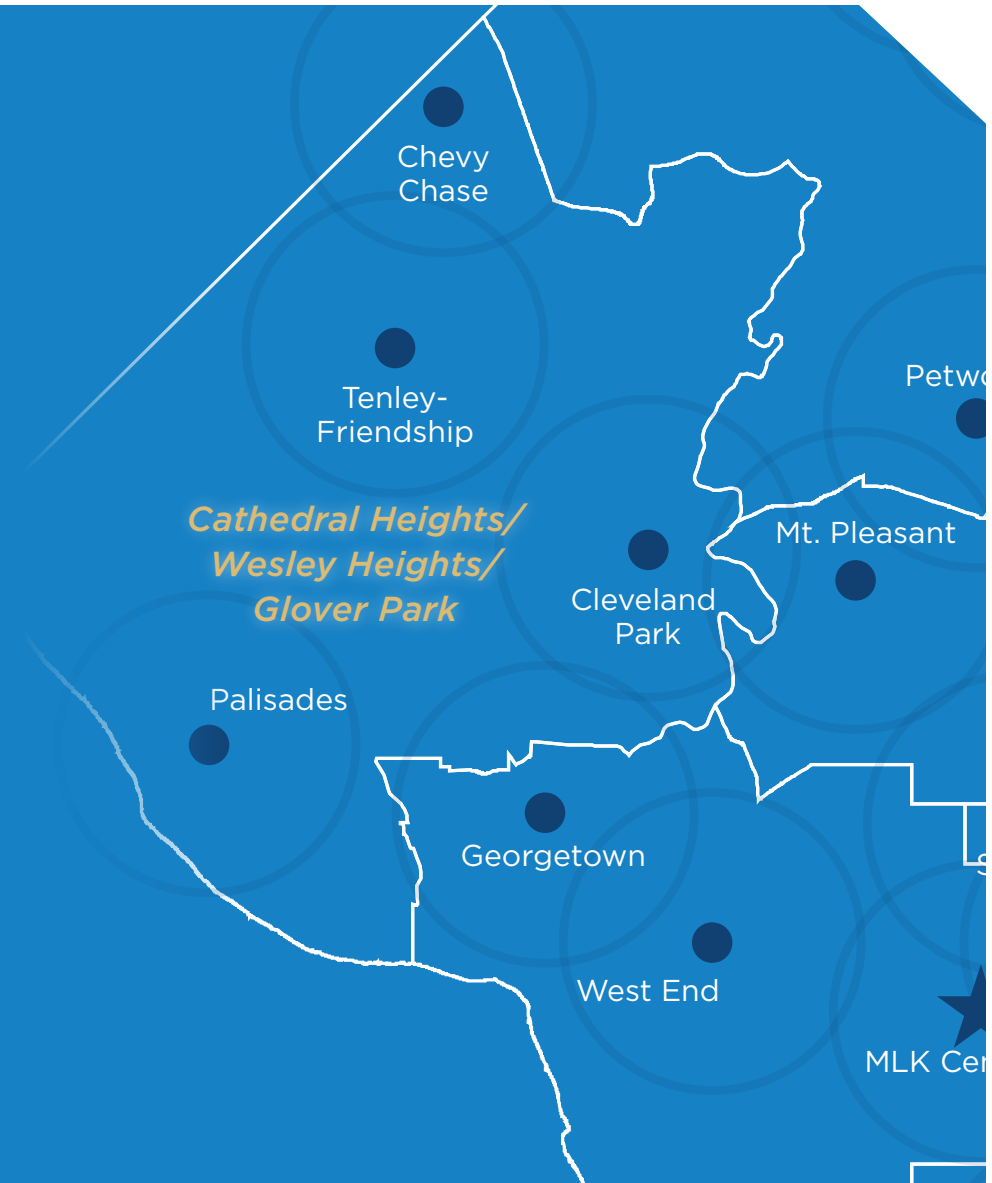 Chevy
Chase
Tenley-
Friendship
Petwo
Cathedral Heights/
Wesley Heights/
Glover Park
Mt. Pleasant
Cleveland
Park
Palisades
Georgetown
S
West End
MLK Cen